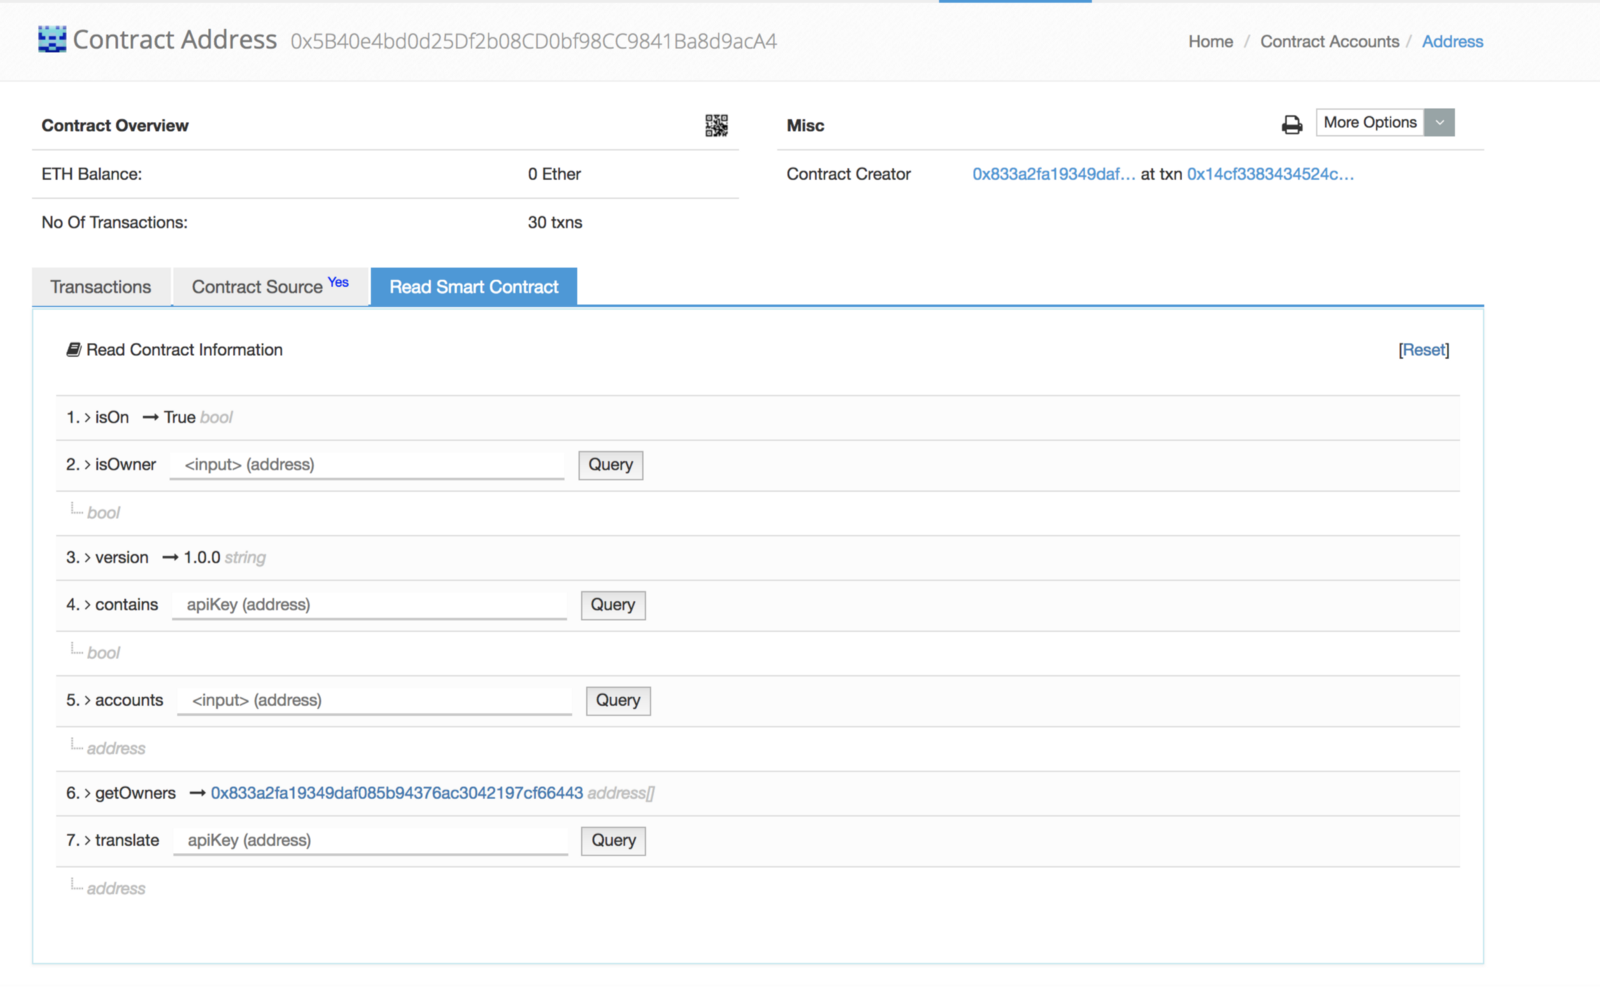 Contract Address 0x5B40e4bd0d25Df2b08CD0bf98CC9841Ba8d9acA4
Home / Contract Accounts / Address
Contract Overview
ETH Balance: 0 Ether
No Of Transactions: 30 txns
Misc
More Options
Contract Creator 0x833a2fa19349daf... at txn 0x14cf3383434524c...
Transactions
Contract Source Yes
Read Smart Contract
Read Contract Information
[Reset]
1. > isOn → True bool
2. > isOwner <input> (address) Query
bool
3. > version → 1.0.0 string
4. > contains apiKey (address) Query
bool
5. > accounts <input> (address) Query
address
6. > getOwners → 0x833a2fa19349daf085b94376ac3042197cf66443 address[]
7. > translate apiKey (address) Query
address